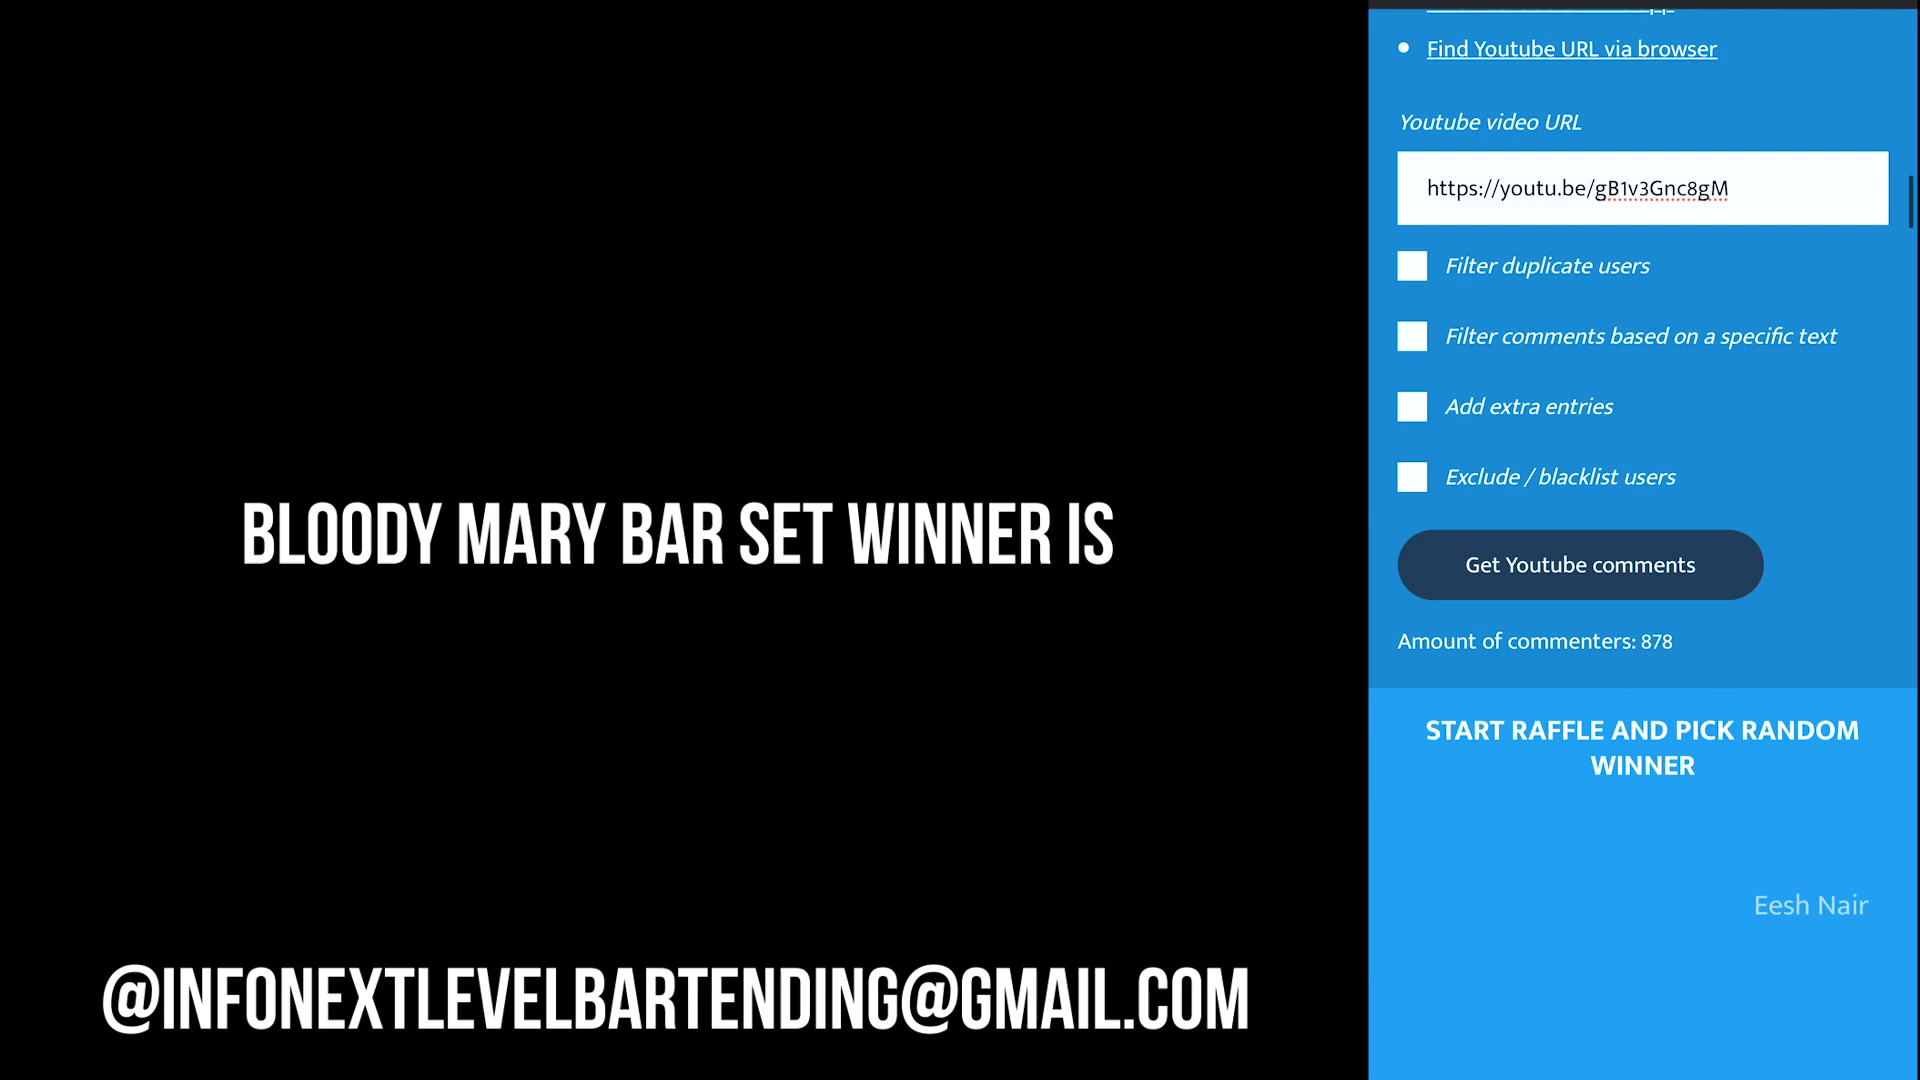 BLOODY MARY BAR SET WINNER IS
@INFONEXTLEVELBARTENDING@GMAIL.COM
Find Youtube URL via browser
Youtube video URL
https://youtu.be/gB1v3Gnc8gM
Filter duplicate users
Filter comments based on a specific text
Add extra entries
Exclude / blacklist users
Get Youtube comments
Amount of commenters: 878
START RAFFLE AND PICK RANDOM
WINNER
Eesh Nair